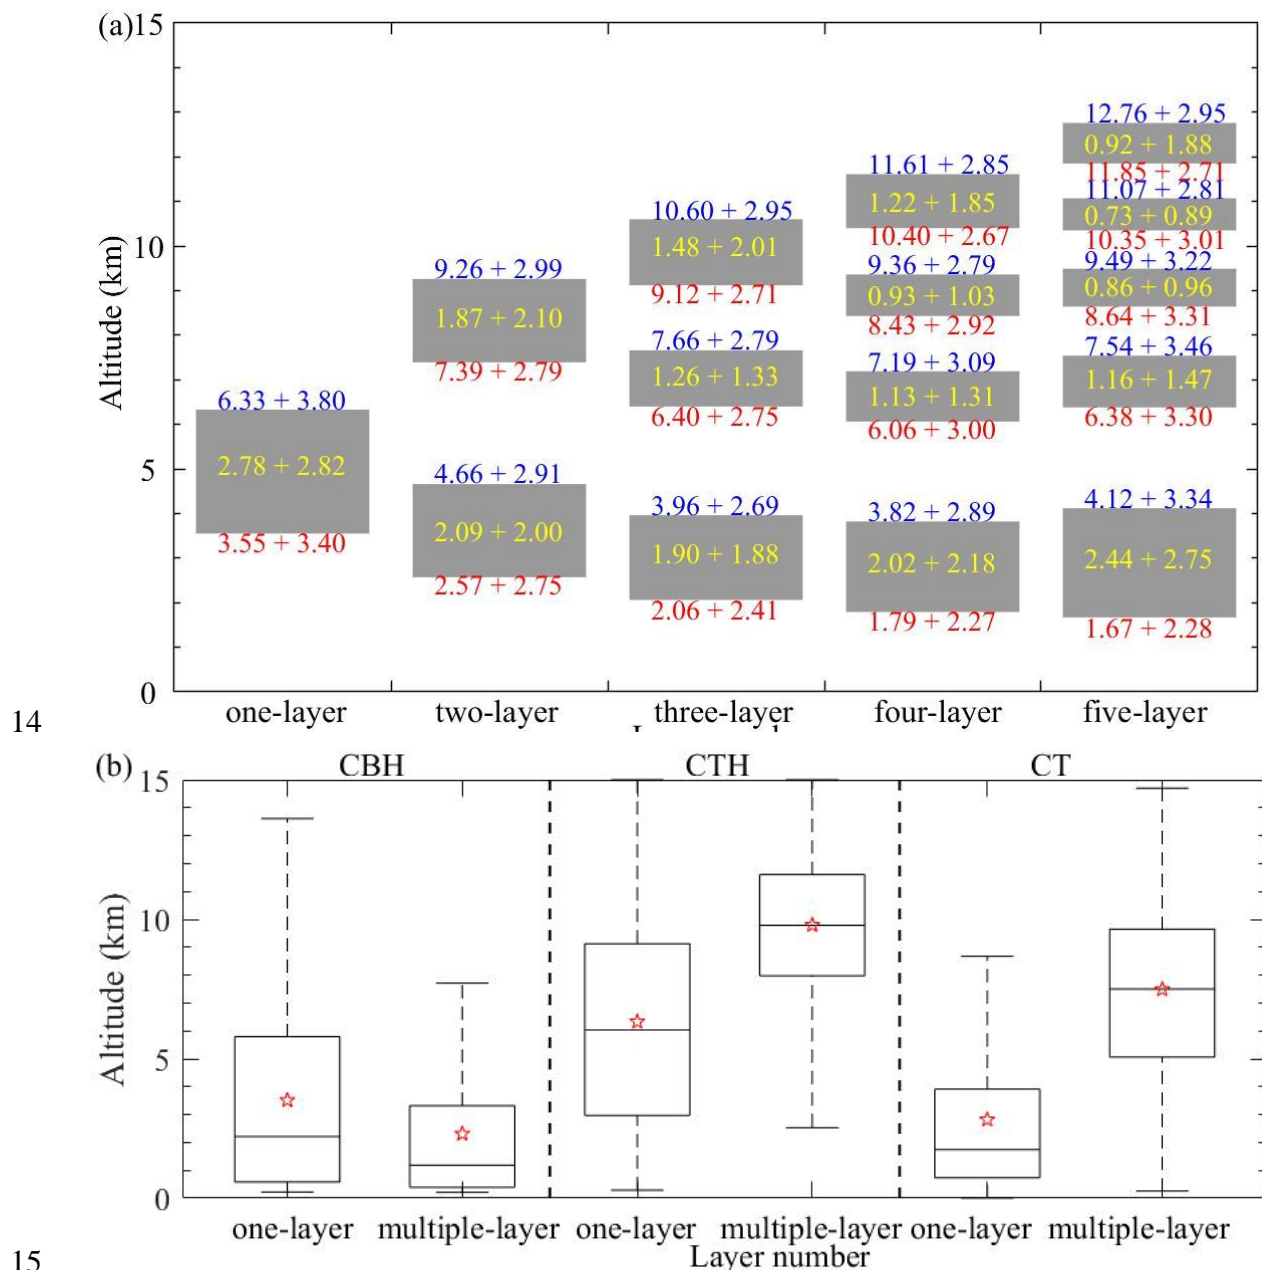 (a)
15
12.76 + 2.95
0.92 + 1.88
11.61 + 2.85
11.85 + 2.71
11.07 + 2.81
10.60 + 2.95
1.22 + 1.85
0.73 + 0.89
1.48 + 2.01
10.40 + 2.67
10.35 + 3.01
10
9.26 + 2.99
9.36 + 2.79
9.49 + 3.22
9.12 + 2.71
0.93 + 1.03
0.86 + 0.96
1.87 + 2.10
8.43 + 2.92
8.64 + 3.31
7.66 + 2.79
7.54 + 3.46
7.39 + 2.79
7.19 + 3.09
1.26 + 1.33
1.16 + 1.47
Altitude (km)
6.33 + 3.80
1.13 + 1.31
6.40 + 2.75
6.38 + 3.30
6.06 + 3.00
2.78 + 2.82
5
4.66 + 2.91
3.96 + 2.69
3.82 + 2.89
4.12 + 3.34
2.09 + 2.00
3.55 + 3.40
1.90 + 1.88
2.02 + 2.18
2.44 + 2.75
2.57 + 2.75
2.06 + 2.41
1.79 + 2.27
1.67 + 2.28
0
one-layer two-layer three-layer four-layer five-layer
14
(b)
CBH CTH CT
15
10
Altitude (km)
5
0
one-layer multiple-layer one-layer multiple-layer one-layer multiple-layer
Layer number
15